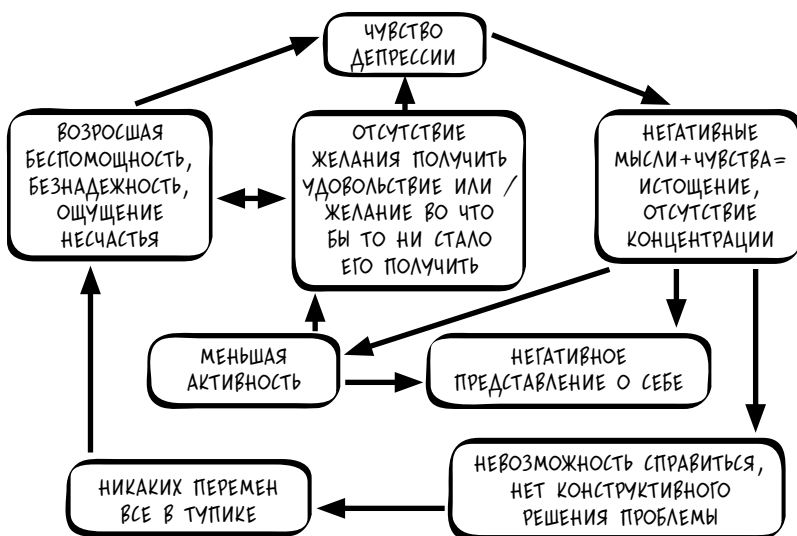 ЧУВСТВО
ДЕПРЕССИИ
ВОЗРОСШАЯ
БЕСПОМОЩНОСТЬ,
БЕЗНАДЕЖНОСТЬ,
ОЩУЩЕНИЕ
НЕСЧАСТЬЯ
ОТСУТСТВИЕ
ЖЕЛАНИЯ ПОЛУЧИТЬ
УДОВОЛЬСТВИЕ ИЛИ /
ЖЕЛАНИЕ ВО ЧТО
БЫ ТО НИ СТАЛО
ЕГО ПОЛУЧИТЬ
НЕГАТИВНЫЕ
МЫСЛИ+ЧУВСТВА=
ИСТОЩЕНИЕ,
ОТСУТСТВИЕ
КОНЦЕНТРАЦИИ
МЕНЬШАЯ
АКТИВНОСТЬ
НЕГАТИВНОЕ
ПРЕДСТАВЛЕНИЕ О СЕБЕ
НИКАКИХ ПЕРЕМЕН
ВСЕ В ТУПИКЕ
НЕВОЗМОЖНОСТЬ СПРАВИТЬСЯ,
НЕТ КОНСТРУКТИВНОГО
РЕШЕНИЯ ПРОБЛЕМЫ